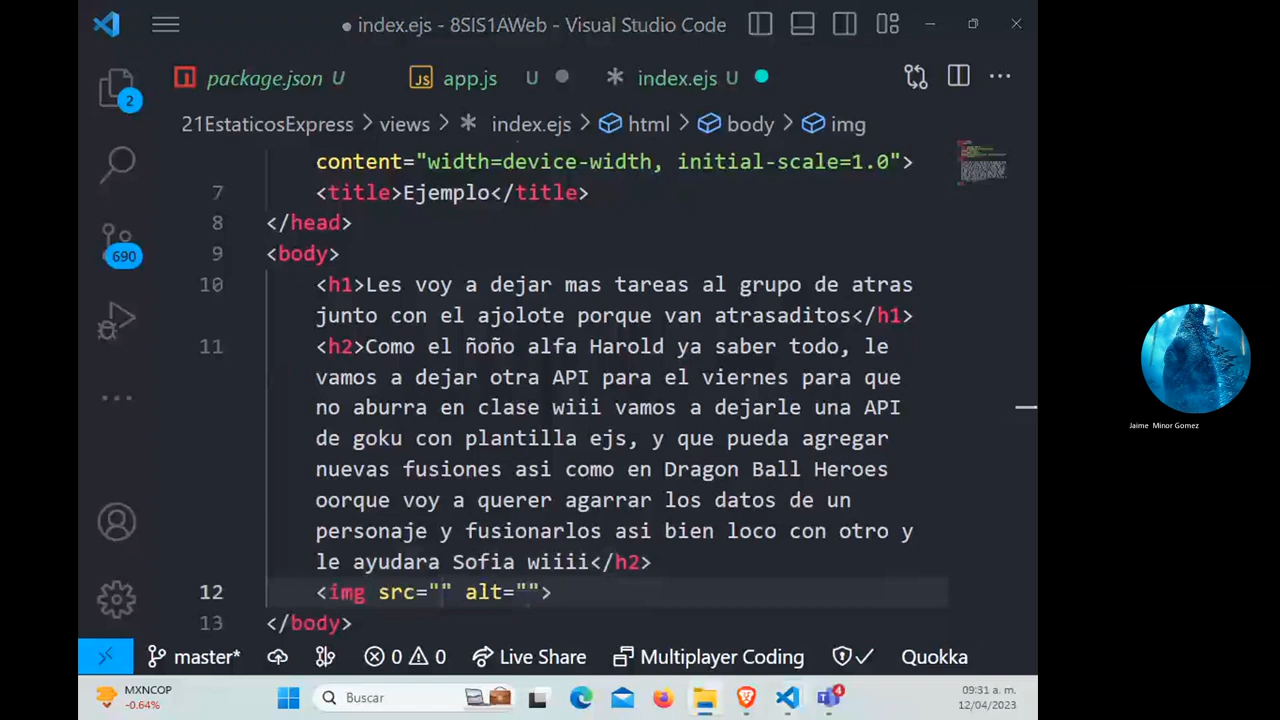 index.ejs - 8SIS1AWeb - Visual Studio Code
package.json U
JS app.js U
index.ejs U
2
21EstaticosExpress > views > index.ejs > html > body > img
content="width=device-width, initial-scale=1.0">
7 <title>Ejemplo</title>
8 </head>
690
9 <body>
10 <h1>Les voy a dejar mas tareas al grupo de atras
junto con el ajolote porque van atrasaditos</h1>
11 <h2>Como el ñoño alfa Harold ya saber todo, le
vamos a dejar otra API para el viernes para que
no aburra en clase wiii vamos a dejarle una API
de goku con plantilla ejs, y que pueda agregar
nuevas fusiones asi como en Dragon Ball Heroes
oorque voy a querer agarrar los datos de un
personaje y fusionarlos asi bien loco con otro y
le ayudara Sofia wiiii</h2>
12 <img src="" alt="">
13 </body>
master* 0 0 Live Share Multiplayer Coding Quokka
MXNCOP
-0.64%
Buscar
4
09:31 a. m.
12/04/2023
Jaime Minor Gomez